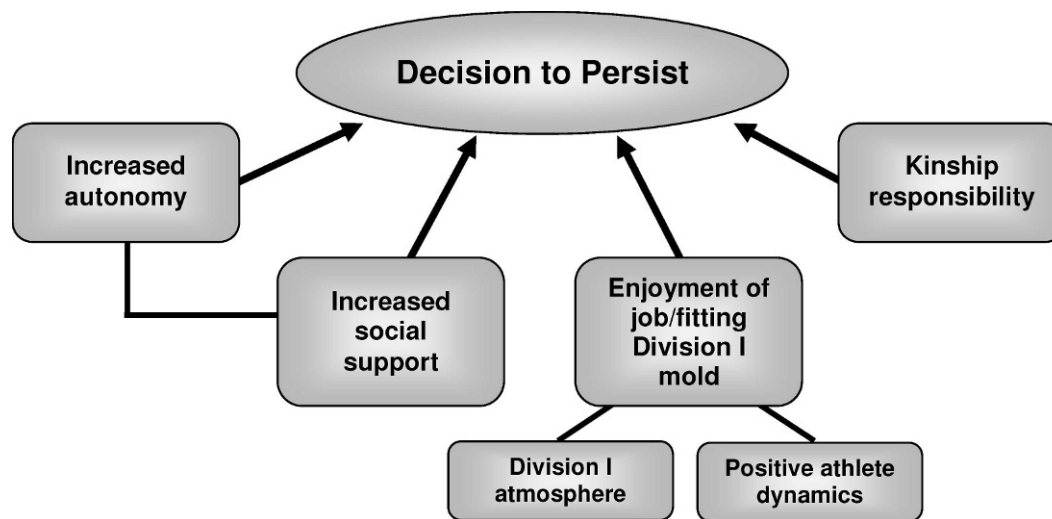 Decision to Persist
Increased
autonomy
Kinship
responsibility
Increased
social
support
Enjoyment of
job/fitting
Division I
mold
Division I
atmosphere
Positive athlete
dynamics